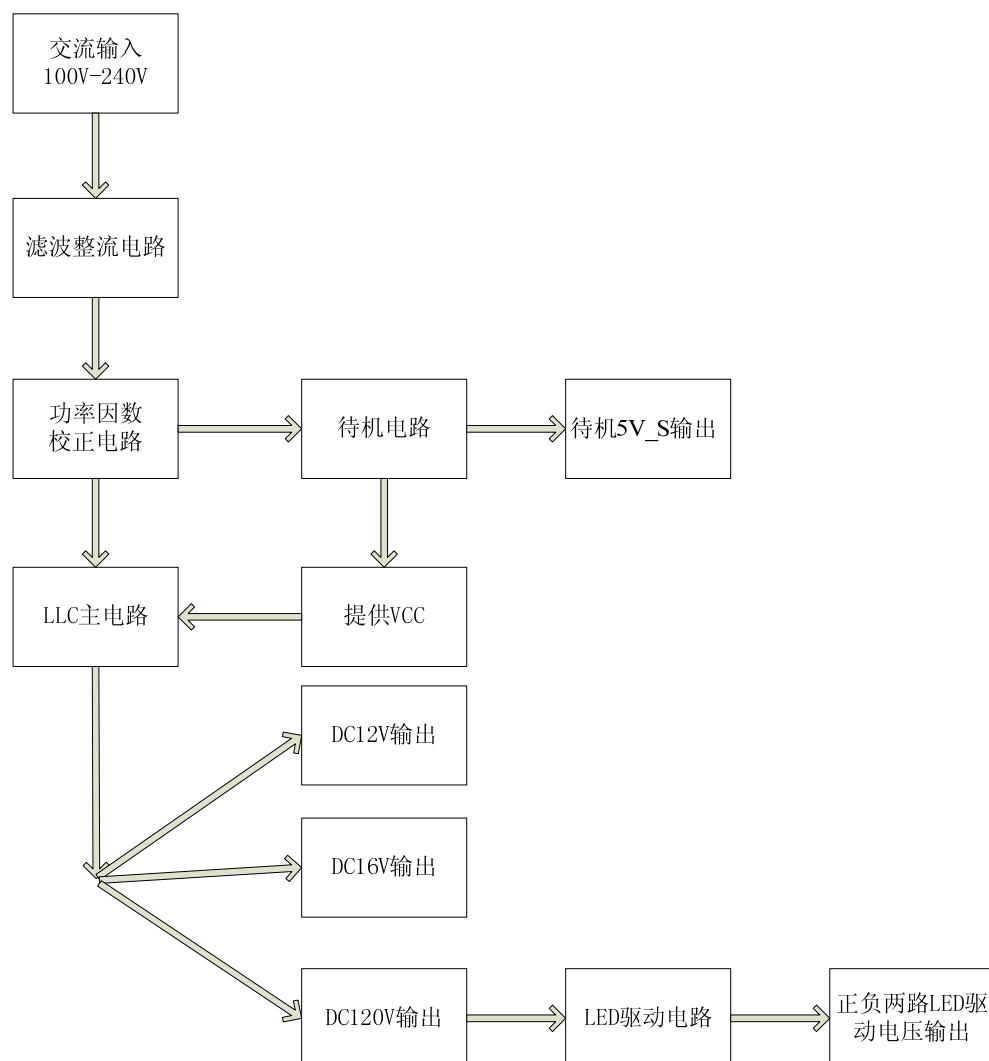 交流输入
100V-240V
滤波整流电路
功率因数
校正电路
待机电路
待机5V_S输出
LLC主电路
提供VCC
DC12V输出
DC16V输出
DC120V输出
LED驱动电路
正负两路LED驱
动电压输出